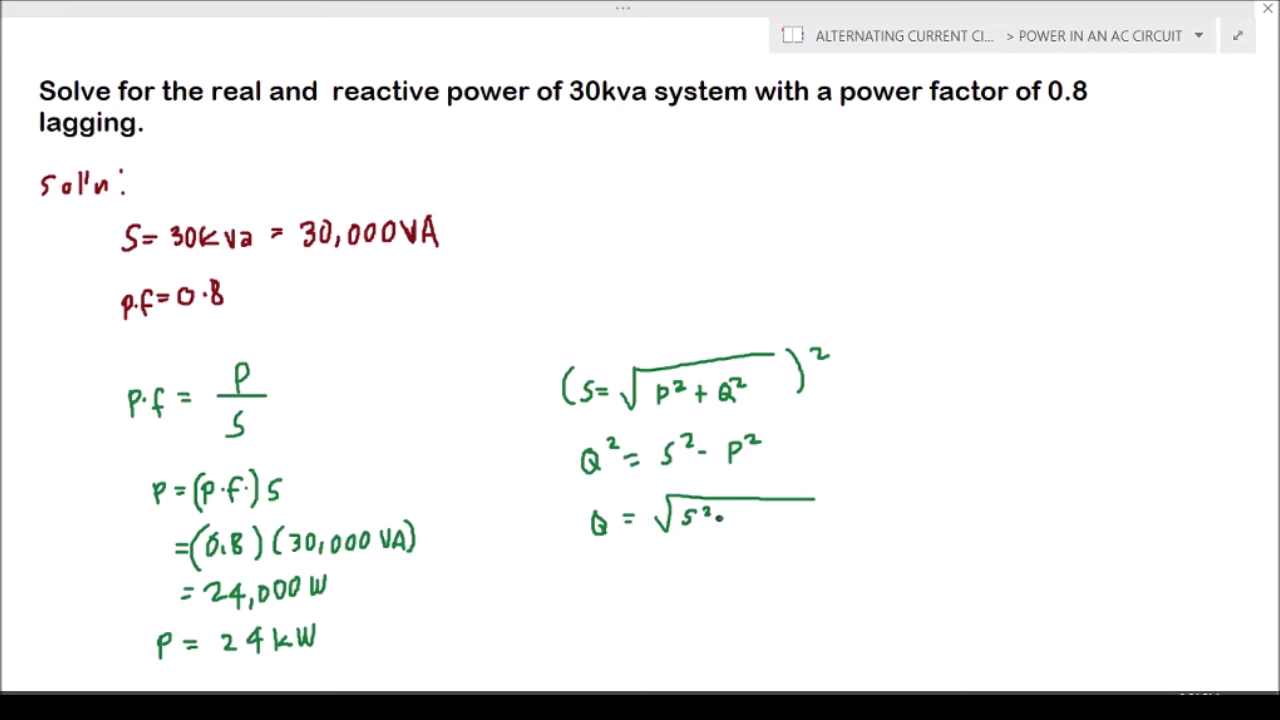 ALTERNATING CURRENT CI... > POWER IN AN AC CIRCUIT
Solve for the real and reactive power of 30kva system with a power factor of 0.8
lagging.
Sol'n:
S= 30kva = 30,000VA
p.f=0.8
p.f = P/S
P=(p.f.)S
=(0.8)(30,000 VA)
= 24,000 W
P = 24 kW
(S=√P²+Q²)²
Q² = S² - P²
Q = √S²